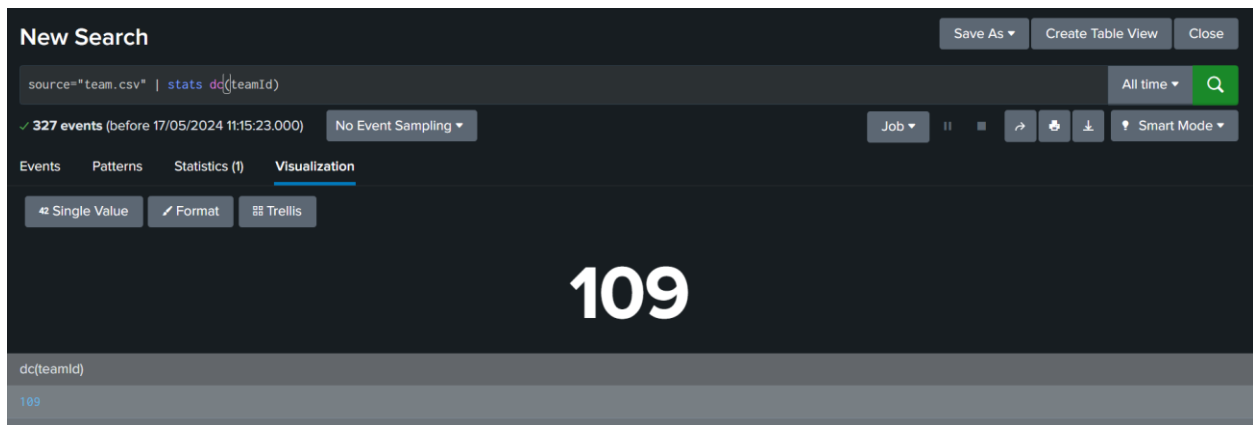 New Search
Save As ▾ Create Table View Close
source="team.csv" | stats dc(teamId)
All time ▾
✓ 327 events (before 17/05/2024 11:15:23.000) No Event Sampling ▾ Job ▾ Smart Mode ▾
Events Patterns Statistics (1) Visualization
42 Single Value Format Trellis
109
dc(teamId)
109